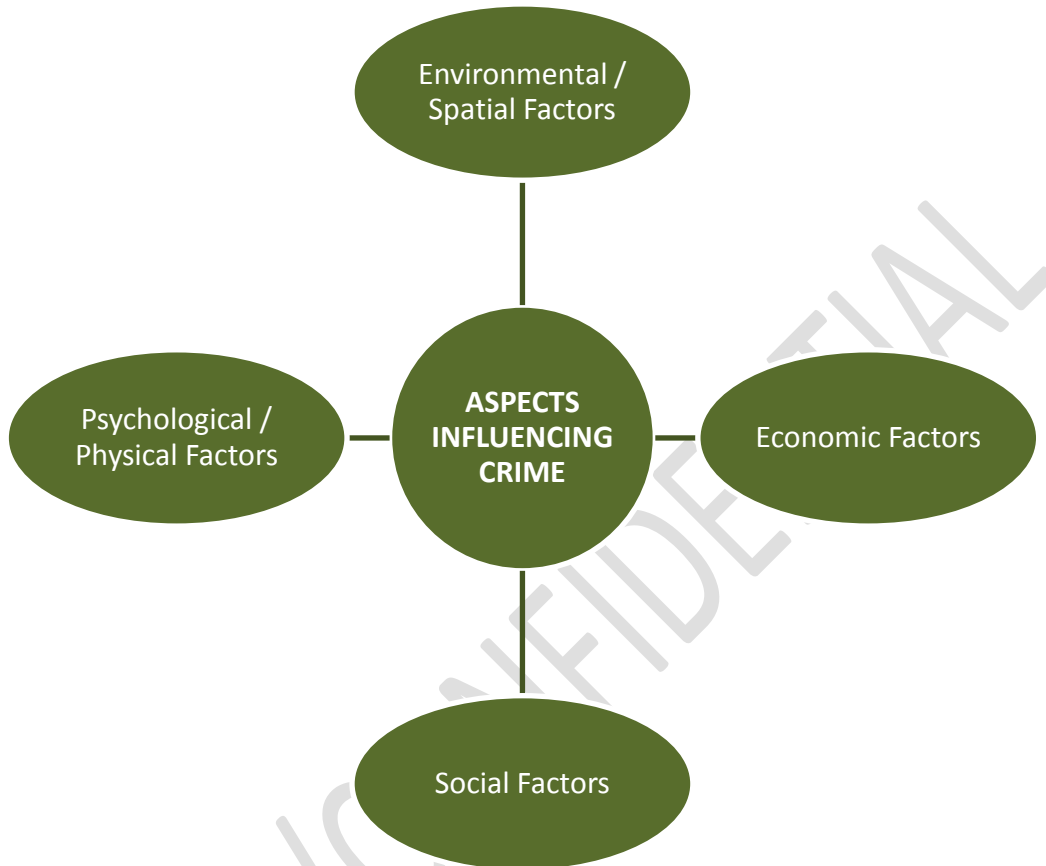 Environmental /
Spatial Factors
Psychological /
Physical Factors
ASPECTS
INFLUENCING
CRIME
Economic Factors
Social Factors